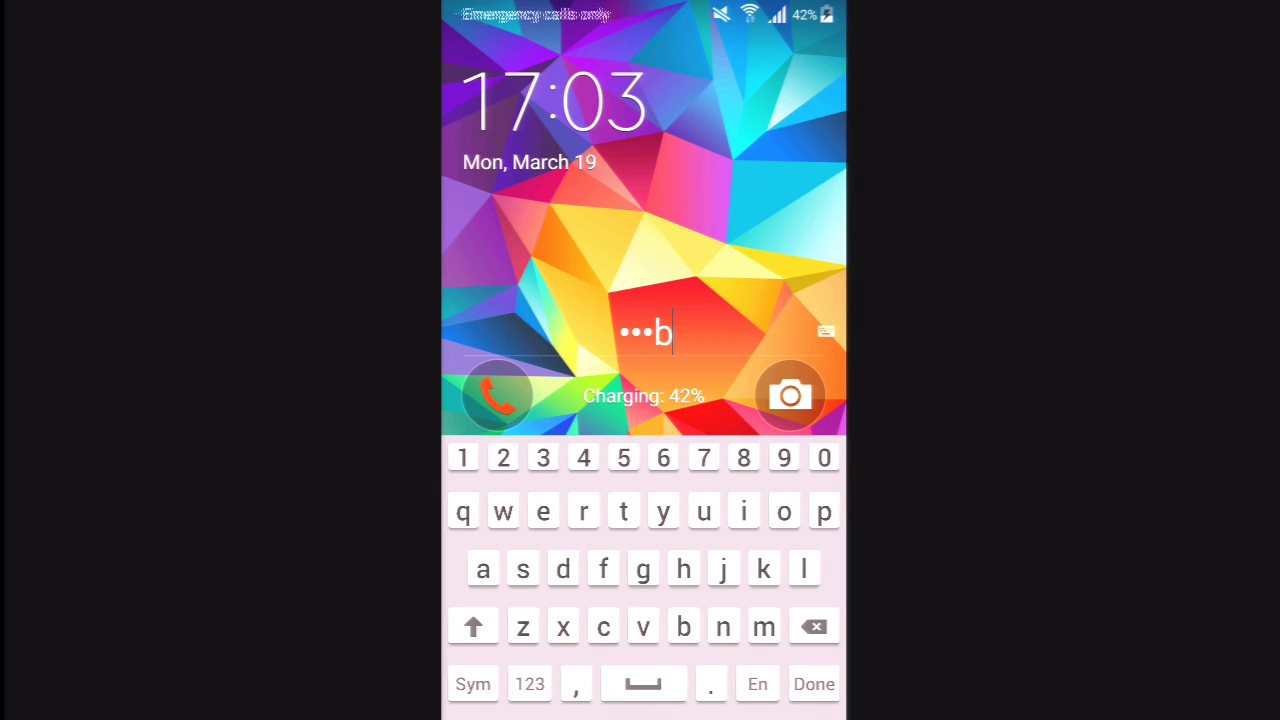 Emergency calls only 42%
17:03
Mon, March 19
•••b
Charging: 42%
1 2 3 4 5 6 7 8 9 0
q w e r t y u i o p
a s d f g h j k l
z x c v b n m
Sym 123 , . En Done